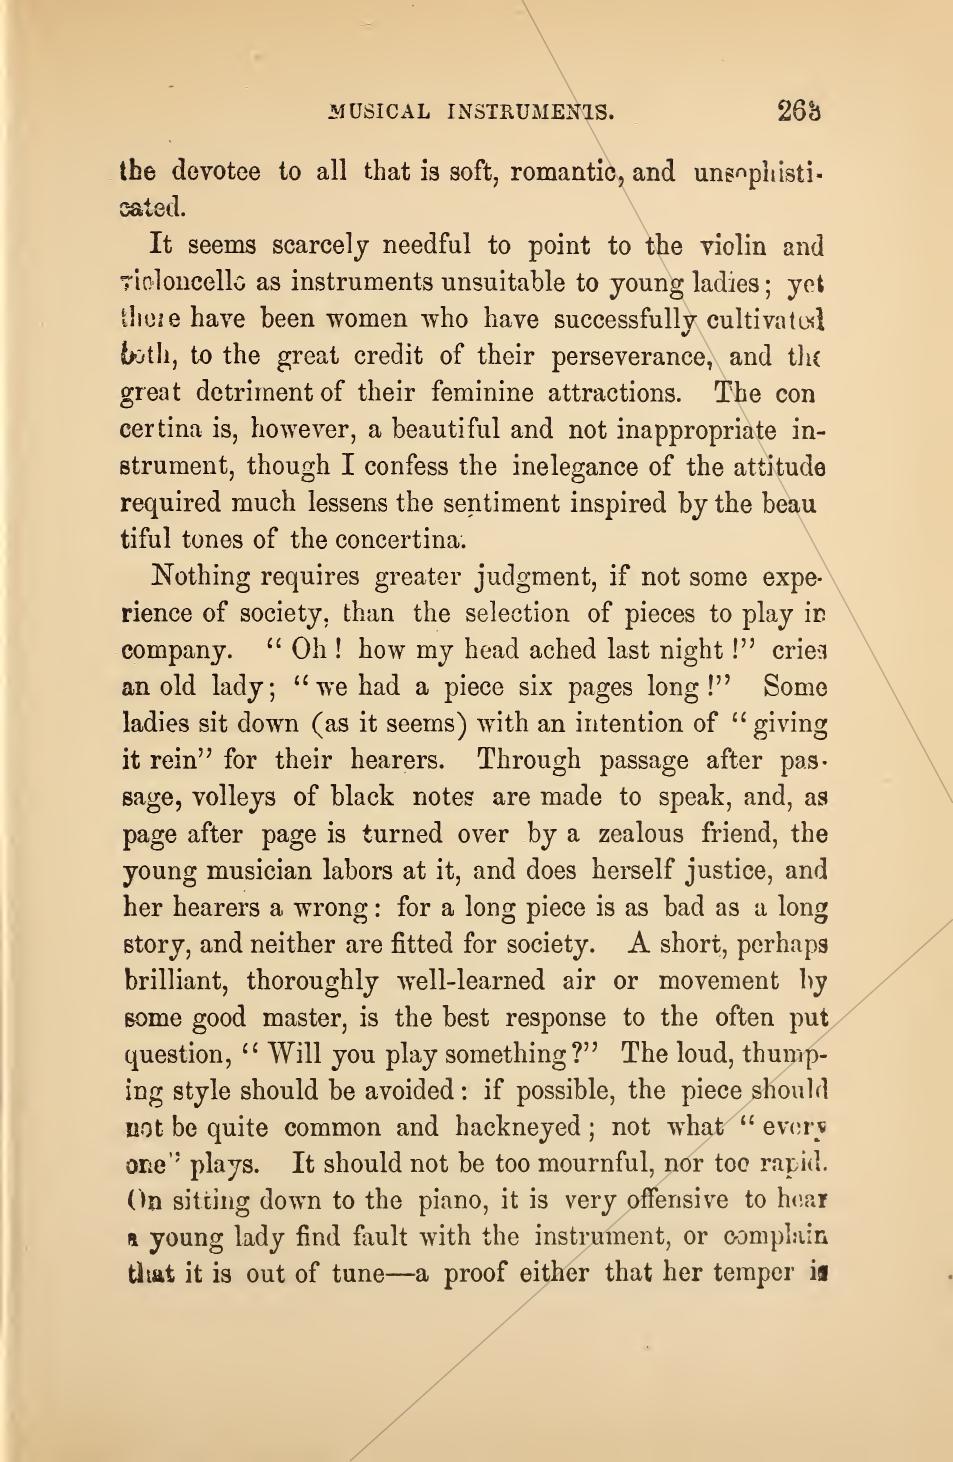 MUSICAL INSTRUMENTS. 263
the devotee to all that is soft, romantic, and unsophisti-
cated.
It seems scarcely needful to point to the violin and
violoncello as instruments unsuitable to young ladies; yet
there have been women who have successfully cultivated
both, to the great credit of their perseverance, and the
great detriment of their feminine attractions. The con
certina is, however, a beautiful and not inappropriate in-
strument, though I confess the inelegance of the attitude
required much lessens the sentiment inspired by the beau
tiful tones of the concertina.
Nothing requires greater judgment, if not some expe-
rience of society, than the selection of pieces to play in
company. “Oh! how my head ached last night!” cries
an old lady; “we had a piece six pages long!” Some
ladies sit down (as it seems) with an intention of “giving
it rein” for their hearers. Through passage after pas-
sage, volleys of black notes are made to speak, and, as
page after page is turned over by a zealous friend, the
young musician labors at it, and does herself justice, and
her hearers a wrong: for a long piece is as bad as a long
story, and neither are fitted for society. A short, perhaps
brilliant, thoroughly well-learned air or movement by
some good master, is the best response to the often put
question, “Will you play something?” The loud, thump-
ing style should be avoided: if possible, the piece should
not be quite common and hackneyed; not what “every
one” plays. It should not be too mournful, nor too rapid.
On sitting down to the piano, it is very offensive to hear
a young lady find fault with the instrument, or complain
that it is out of tune—a proof either that her temper is